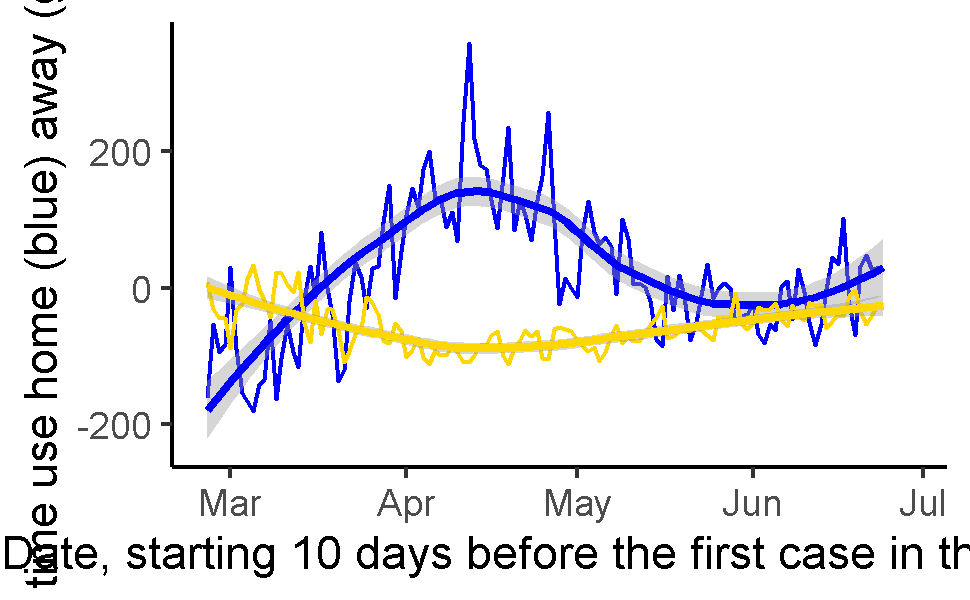 time use home (blue) away (
200
0
-200
Mar Apr May Jun Jul
Date, starting 10 days before the first case in th